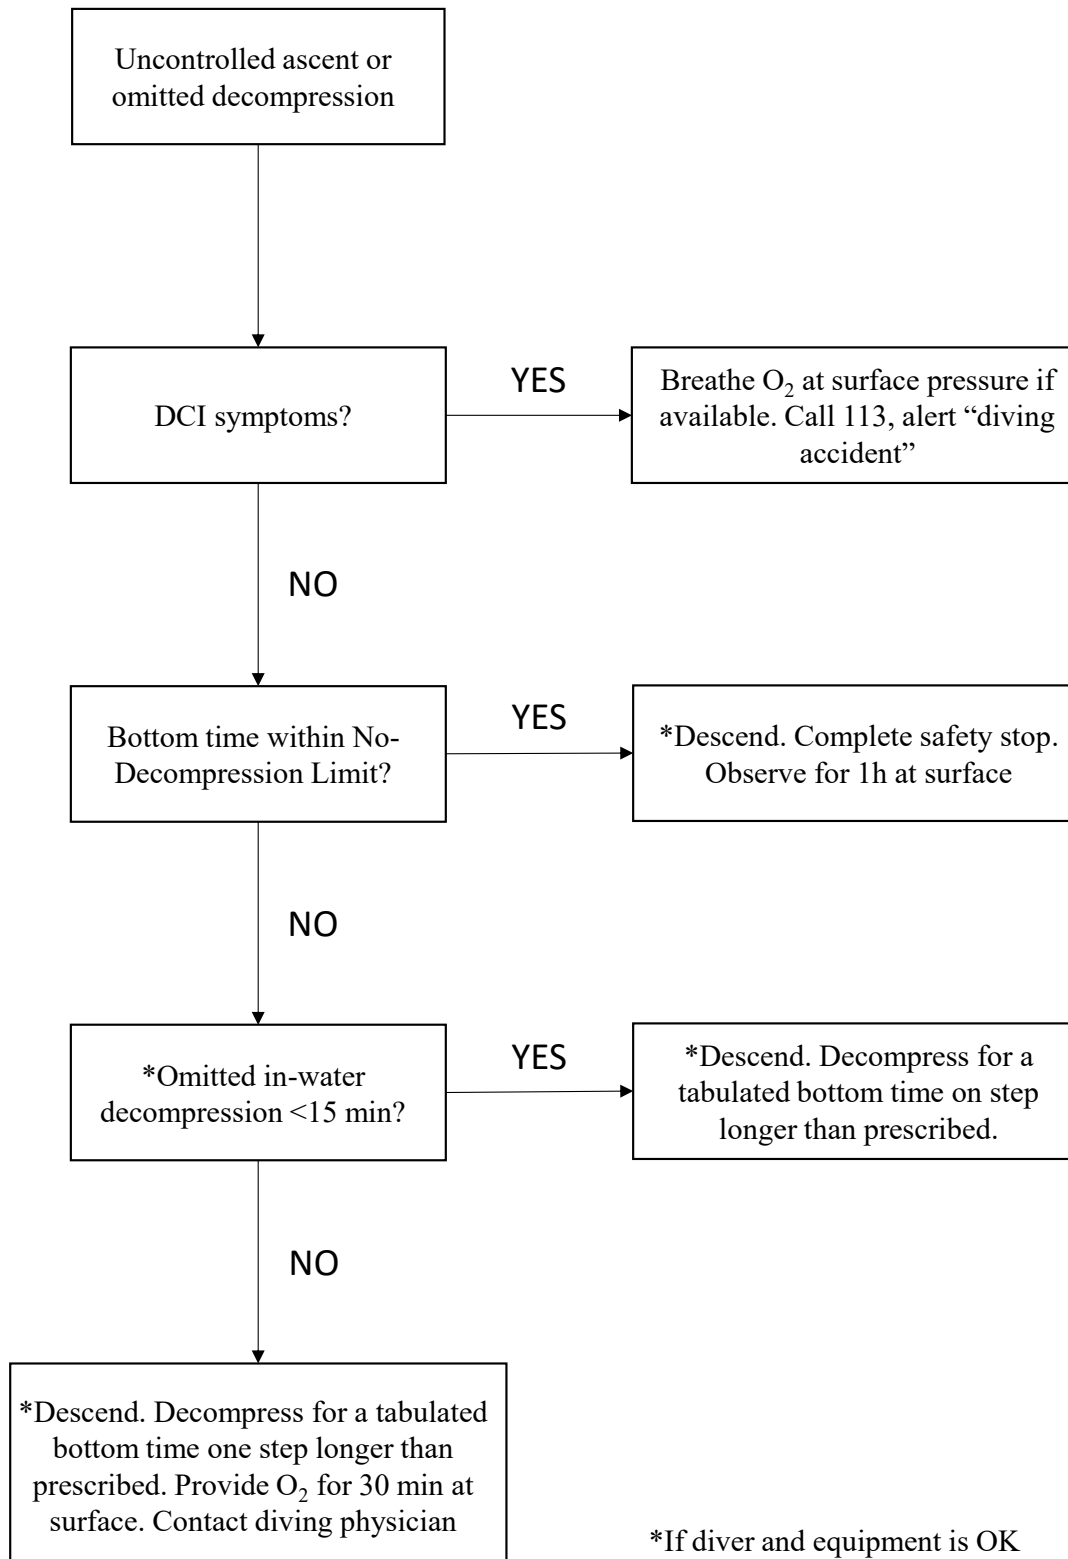 Uncontrolled ascent or
omitted decompression
DCI symptoms?
YES
Breathe O₂ at surface pressure if
available. Call 113, alert “diving
accident”
NO
Bottom time within No-
Decompression Limit?
YES
*Descend. Complete safety stop.
Observe for 1h at surface
NO
*Omitted in-water
decompression <15 min?
YES
*Descend. Decompress for a
tabulated bottom time on step
longer than prescribed.
NO
*Descend. Decompress for a tabulated
bottom time one step longer than
prescribed. Provide O₂ for 30 min at
surface. Contact diving physician
*If diver and equipment is OK